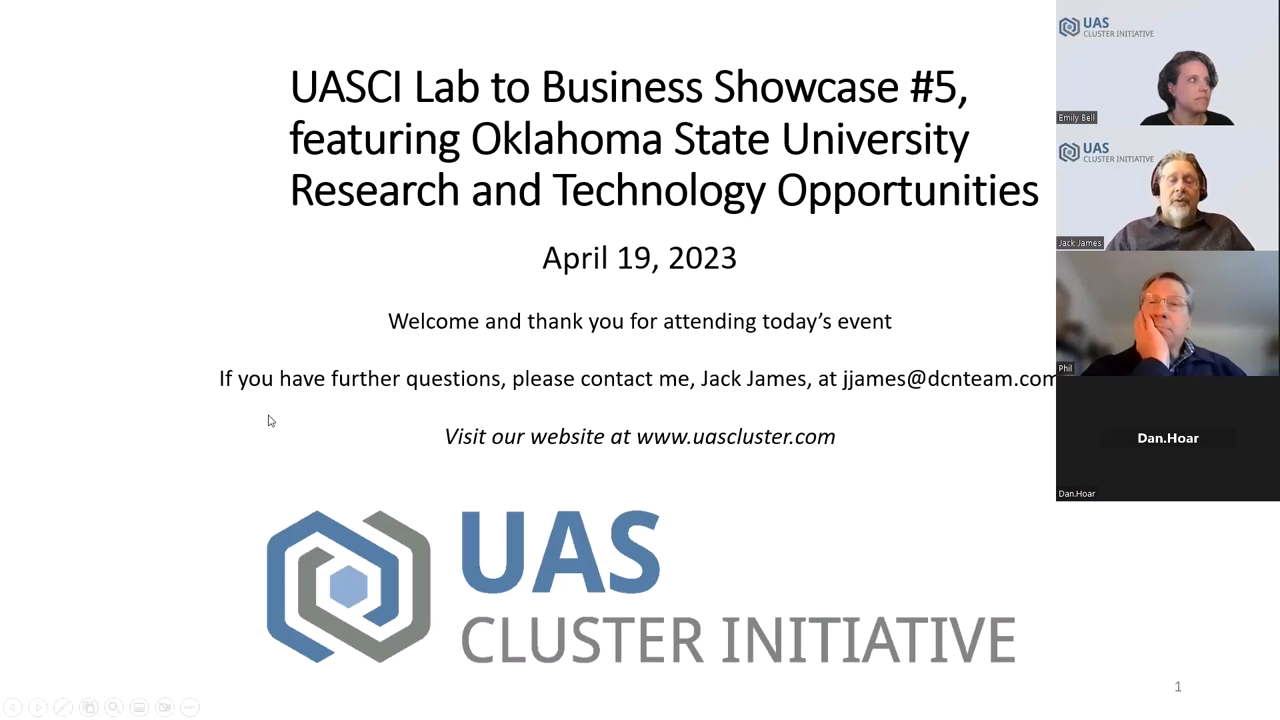 UASCI Lab to Business Showcase #5,
featuring Oklahoma State University
Research and Technology Opportunities
April 19, 2023
Welcome and thank you for attending today’s event
If you have further questions, please contact me, Jack James, at jjames@dcnteam.com
Visit our website at www.uascluster.com
UAS
CLUSTER INITIATIVE
1
UAS
CLUSTER INITIATIVE
Emily Bell
UAS
CLUSTER INITIATIVE
Jack James
Phil
Dan.Hoar
Dan.Hoar